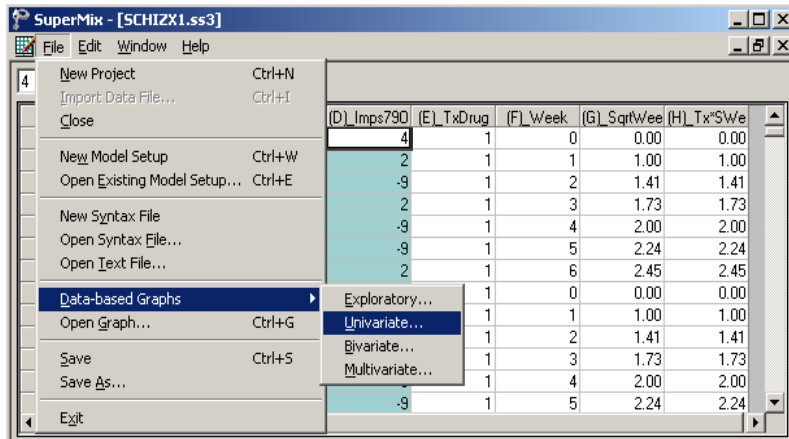 SuperMix - [SCHIZX1.ss3]
File Edit Window Help
4
New Project Ctrl+N
Import Data File... Ctrl+I
Close
New Model Setup Ctrl+W
Open Existing Model Setup... Ctrl+E
New Syntax File
Open Syntax File...
Open Text File...
Data-based Graphs
Open Graph... Ctrl+G
Save Ctrl+S
Save As...
Exit
Exploratory...
Univariate...
Bivariate...
Multivariate...
(D)_Imps79O (E)_TxDrug (F)_Week (G)_SqrtWee (H)_Tx*SWe
4 1 0 0.00 0.00
2 1 1 1.00 1.00
-9 1 2 1.41 1.41
2 1 3 1.73 1.73
-9 1 4 2.00 2.00
-9 1 5 2.24 2.24
2 1 6 2.45 2.45
1 0 0.00 0.00
1 1 1.00 1.00
1 2 1.41 1.41
1 3 1.73 1.73
1 4 2.00 2.00
-9 1 5 2.24 2.24